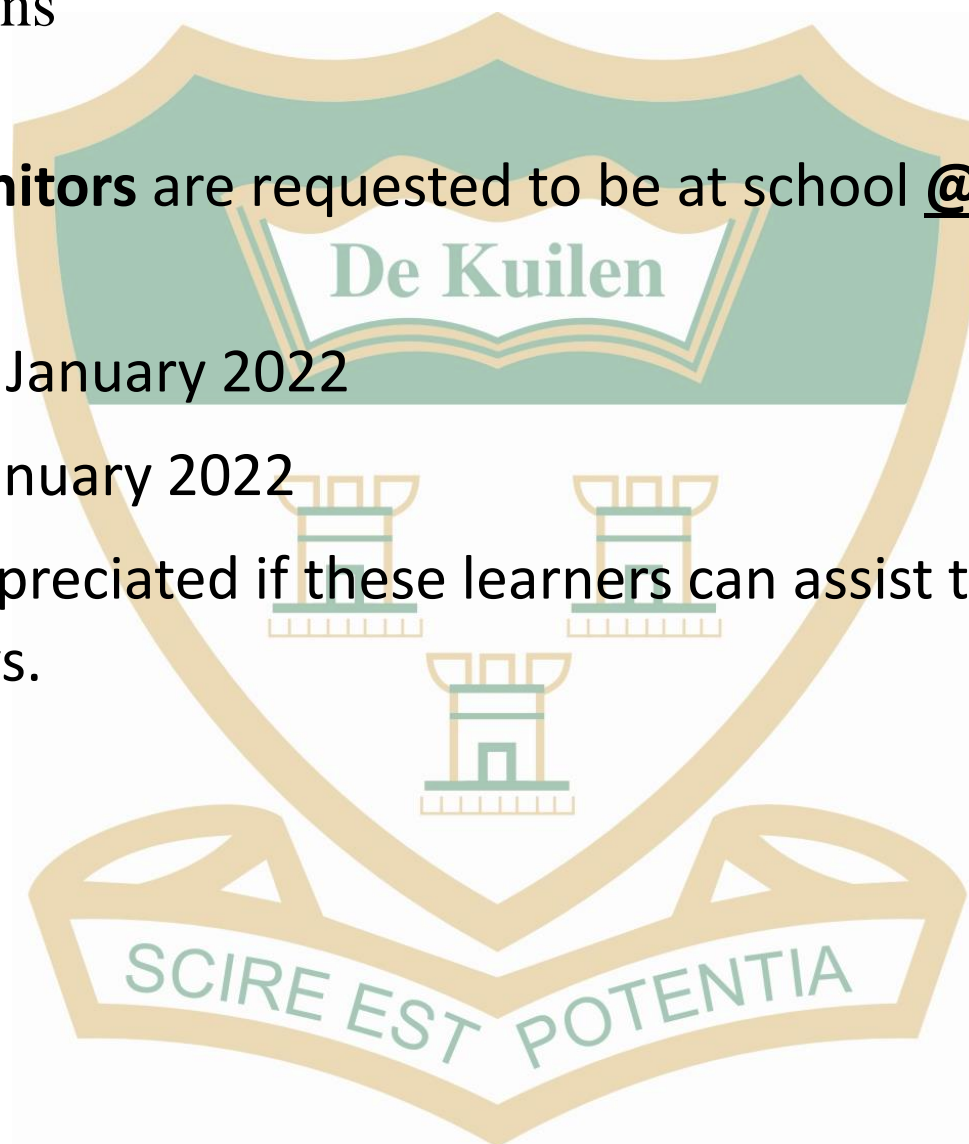 ns
nitors are requested to be at school @
De Kuilen
January 2022
nuary 2022
preciated if these learners can assist t
s.
SCIRE EST POTENTIA